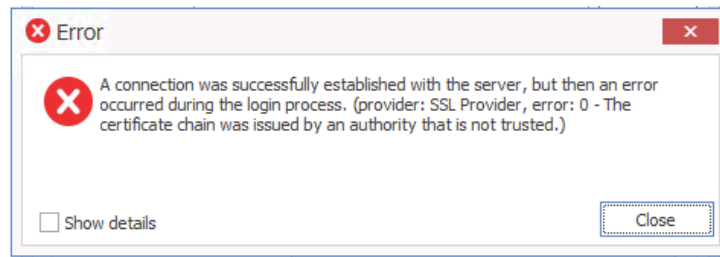 Error
A connection was successfully established with the server, but then an error
occurred during the login process. (provider: SSL Provider, error: 0 - The
certificate chain was issued by an authority that is not trusted.)
Show details
Close